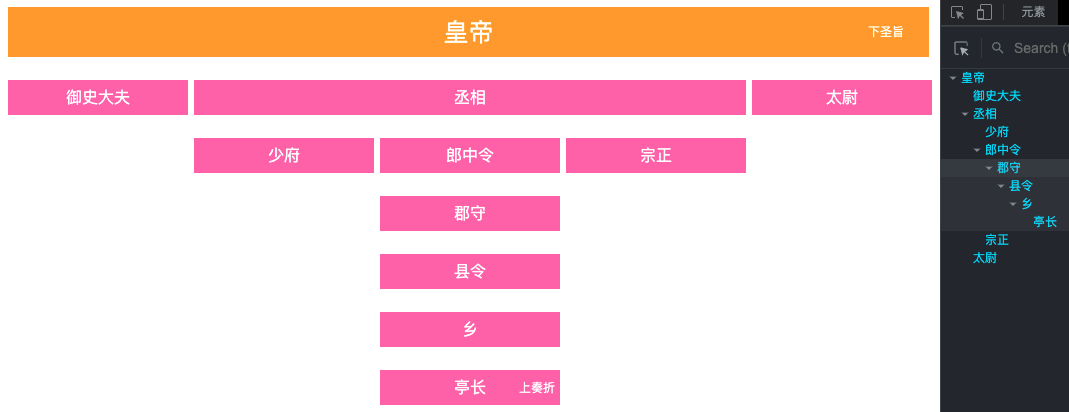 皇帝
下圣旨
御史大夫
丞相
太尉
少府
郎中令
宗正
郡守
县令
乡
亭长
上奏折
元素
Search (t
皇帝
御史大夫
丞相
少府
郎中令
郡守
县令
乡
亭长
宗正
太尉